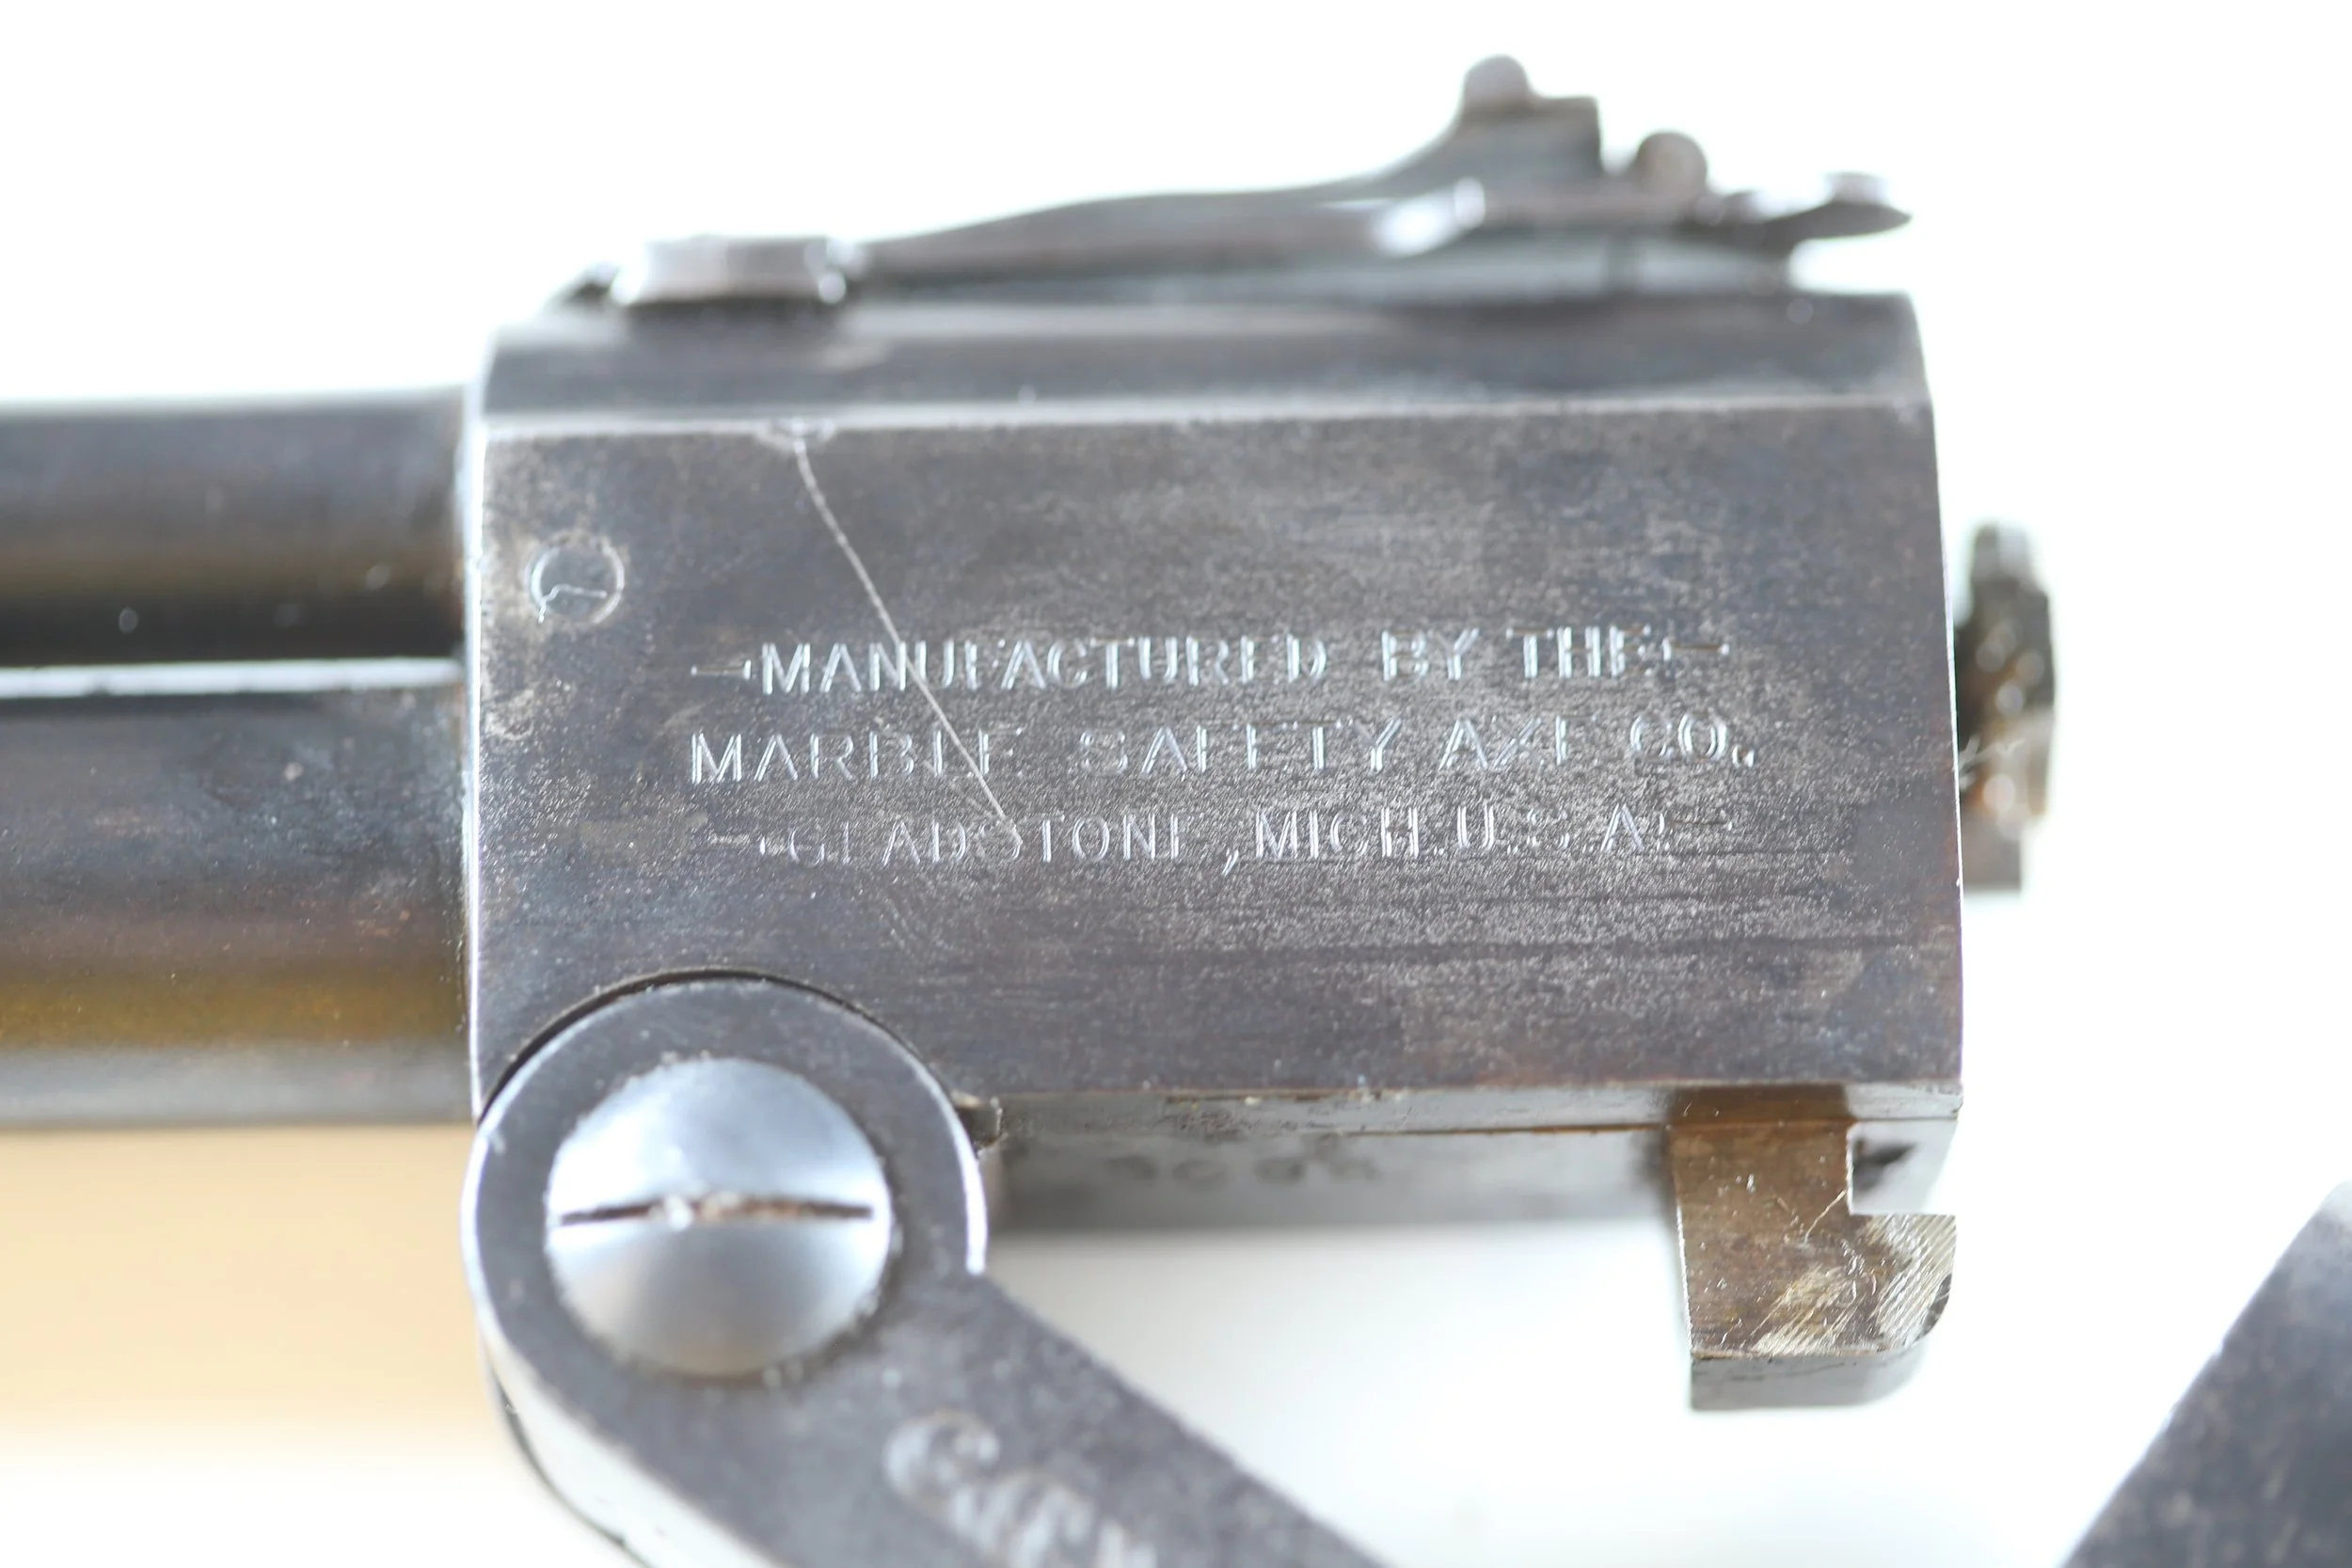 -MANUFACTURED BY THE-
MARBLE SAFETY AXE CO.
-GLADSTONE, MICH. U.S.A.-